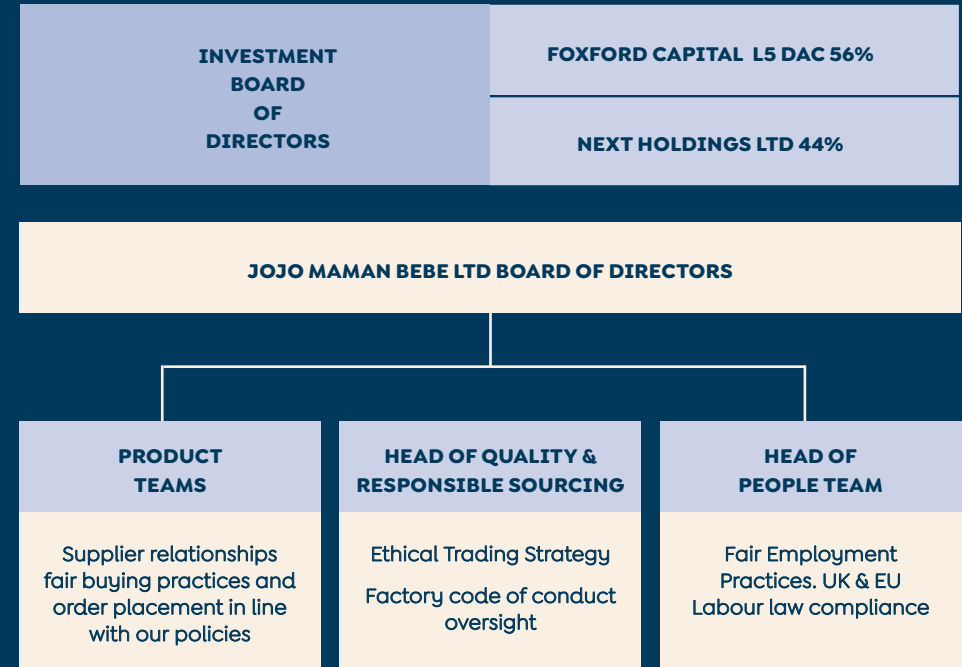 INVESTMENT
BOARD
OF
DIRECTORS
FOXFORD CAPITAL L5 DAC 56%
NEXT HOLDINGS LTD 44%
JOJO MAMAN BEBE LTD BOARD OF DIRECTORS
PRODUCT
TEAMS
Supplier relationships
fair buying practices and
order placement in line
with our policies
HEAD OF QUALITY &
RESPONSIBLE SOURCING
Ethical Trading Strategy
Factory code of conduct
oversight
HEAD OF
PEOPLE TEAM
Fair Employment
Practices. UK & EU
Labour law compliance